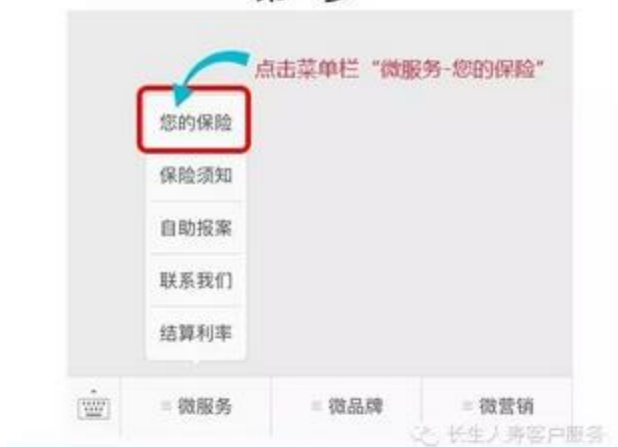 点击菜单栏“微服务-您的保险”
您的保险
保险须知
自助报案
联系我们
结算利率
微服务
微品牌
微营销
长生人寿客户服务